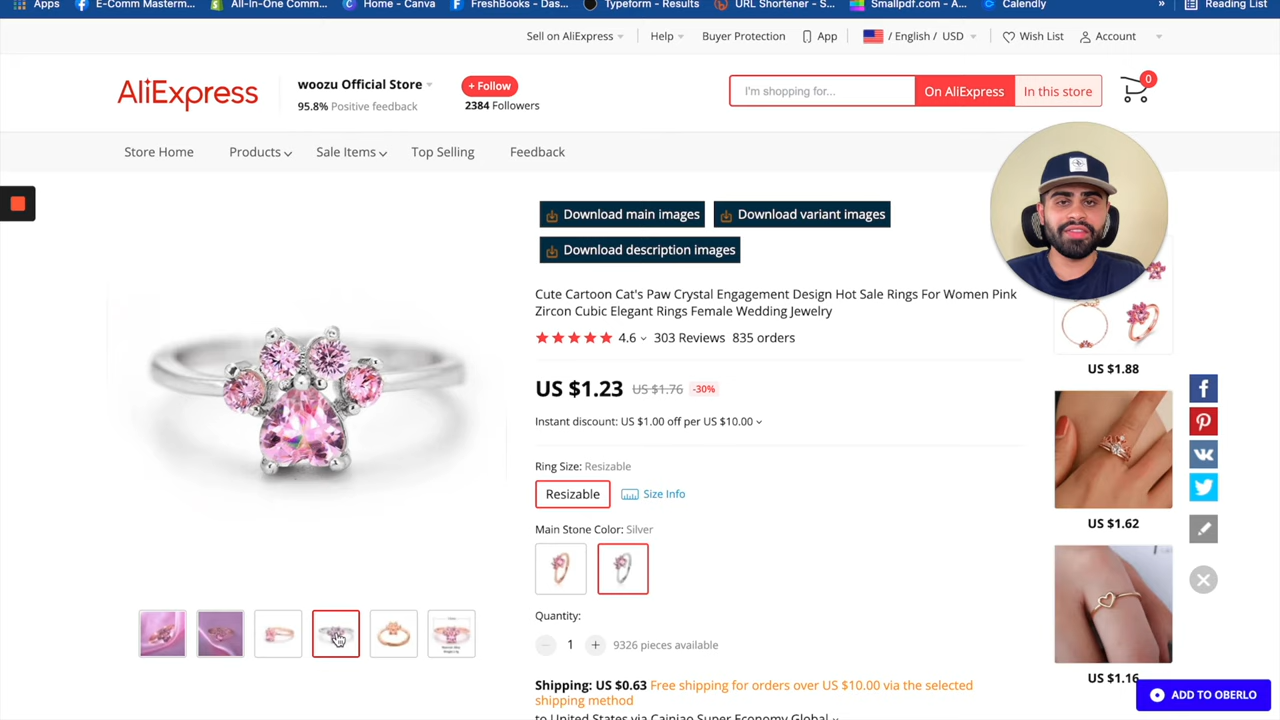 Apps
E-Comm Masterm...
All-In-One Comm...
Home - Canva
FreshBooks - Das...
Typeform - Results
URL Shortener - S...
Smallpdf.com - A...
Calendly
»
Reading List
Sell on AliExpress
Help
Buyer Protection
App
/ English / USD
Wish List
Account
AliExpress
woozu Official Store
95.8% Positive feedback
+ Follow
2384 Followers
I'm shopping for...
On AliExpress
In this store
0
Store Home
Products
Sale Items
Top Selling
Feedback
Download main images
Download variant images
Download description images
Cute Cartoon Cat's Paw Crystal Engagement Design Hot Sale Rings For Women Pink
Zircon Cubic Elegant Rings Female Wedding Jewelry
4.6
303 Reviews
835 orders
US $1.23
US $1.76
-30%
Instant discount: US $1.00 off per US $10.00
Ring Size: Resizable
Resizable
Size Info
Main Stone Color: Silver
Quantity:
1
9326 pieces available
Shipping: US $0.63 Free shipping for orders over US $10.00 via the selected
shipping method
to United States via Cainiao Super Economy Global
US $1.88
US $1.62
US $1.16
ADD TO OBERLO